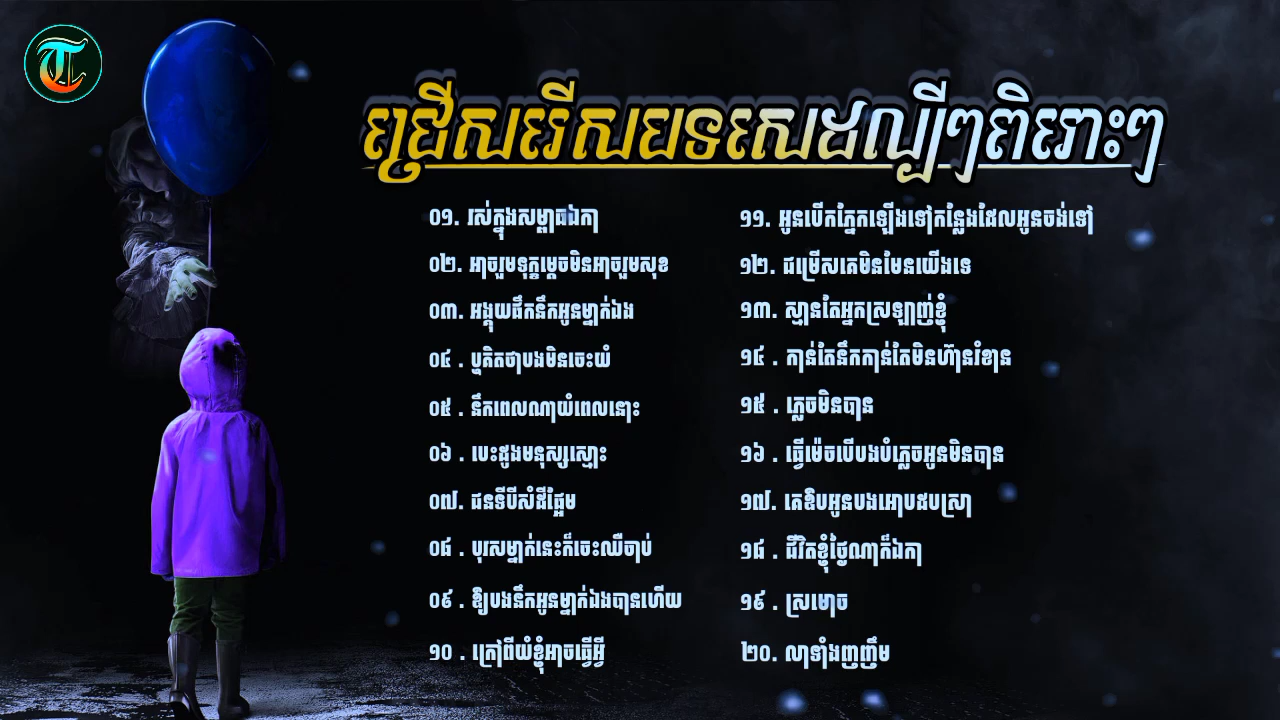 ជ្រើសរើសបទសេដល្បីៗពិរោះៗ
០១. រស់ក្នុងសម្ពាធឯកា
០២. អាចរួមទុក្ខម្ដេចមិនអាចរួមសុខ
០៣. អង្គុយផឹកនឹកអូនម្នាក់ឯង
០៤ . ឬគិតថាបងមិនចេះយំ
០៥ . នឹកពេលណាយំពេលនោះ
០៦ . បេះដូងមនុស្សស្មោះ
០៧. ជនទីបីសំដីផ្អែម
០៨ . បុរសម្នាក់នេះក៏ចេះឈឺចាប់
០៩ . ឱ្យបងនឹកអូនម្នាក់ឯងបានហើយ
១០ . ក្រៅពីយំខ្ញុំអាចធ្វើអ្វី
១១. អូនបើកភ្នែកឡើងទៅកន្លែងដែលអូនចង់ទៅ
១២. ជម្រើសគេមិនមែនយើងទេ
១៣. ស្មានតែអ្នកស្រឡាញ់ខ្ញុំ
១៤ . កាន់តែនឹកកាន់តែមិនហ៊ានរំខាន
១៥ . ភ្លេចមិនបាន
១៦ . ធ្វើម៉េចបើបងបំភ្លេចអូនមិនបាន
១៧. គេឱបអូនបងអោបដបស្រា
១៨ . ជីវិតខ្ញុំថ្ងៃណាក៏ឯកា
១៩ . ស្រមោច
២០. លាទាំងញញឹម